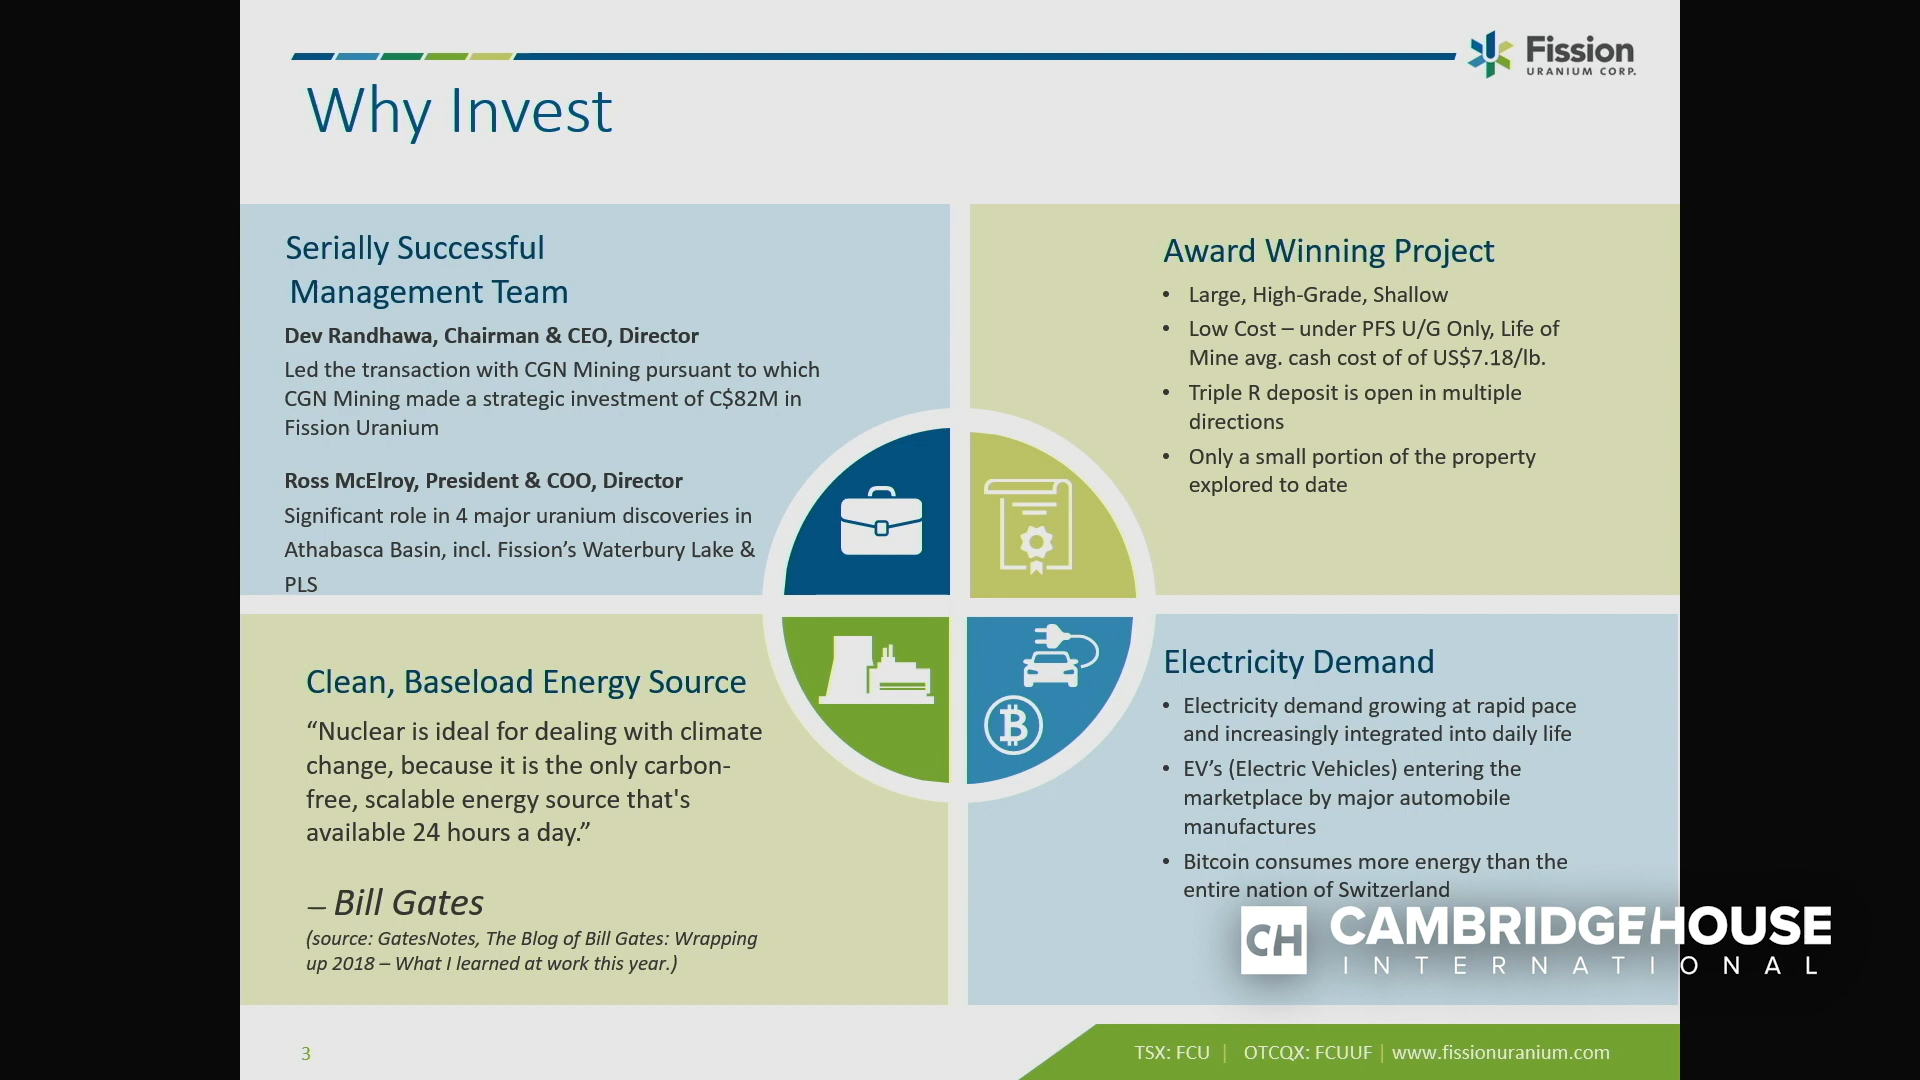 Fission
URANIUM CORP.
Why Invest
Serially Successful
Management Team
Dev Randhawa, Chairman & CEO, Director
Led the transaction with CGN Mining pursuant to which
CGN Mining made a strategic investment of C$82M in
Fission Uranium
Ross McElroy, President & COO, Director
Significant role in 4 major uranium discoveries in
Athabasca Basin, incl. Fission’s Waterbury Lake &
PLS
Award Winning Project
• Large, High-Grade, Shallow
• Low Cost – under PFS U/G Only, Life of
Mine avg. cash cost of of US$7.18/lb.
• Triple R deposit is open in multiple
directions
• Only a small portion of the property
explored to date
Clean, Baseload Energy Source
“Nuclear is ideal for dealing with climate
change, because it is the only carbon-
free, scalable energy source that's
available 24 hours a day.”
– Bill Gates
(source: GatesNotes, The Blog of Bill Gates: Wrapping
up 2018 – What I learned at work this year.)
Electricity Demand
• Electricity demand growing at rapid pace
and increasingly integrated into daily life
• EV’s (Electric Vehicles) entering the
marketplace by major automobile
manufactures
• Bitcoin consumes more energy than the
entire nation of Switzerland
CH CAMBRIDGEHOUSE
INTERNATIONAL
3
TSX: FCU | OTCQX: FCUUF | www.fissionuranium.com